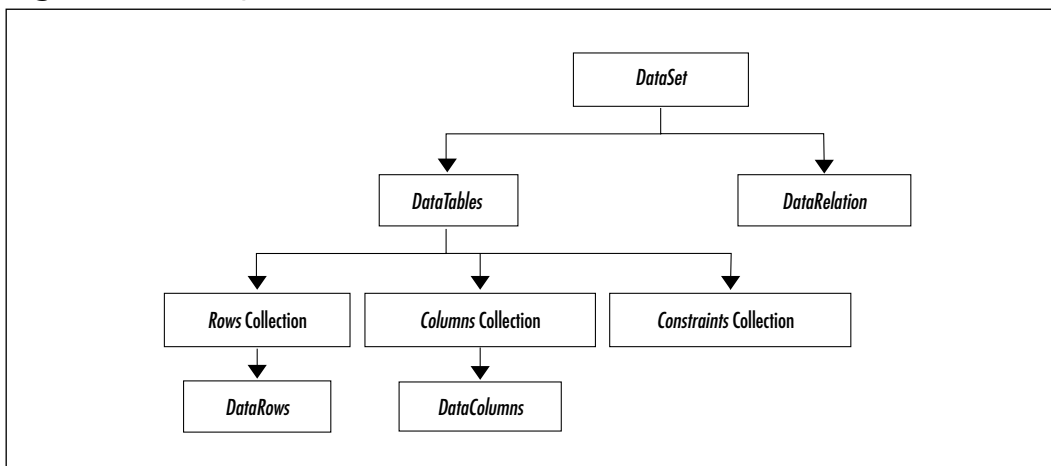 DataSet
DataTables
DataRelation
Rows Collection
Columns Collection
Constraints Collection
DataRows
DataColumns